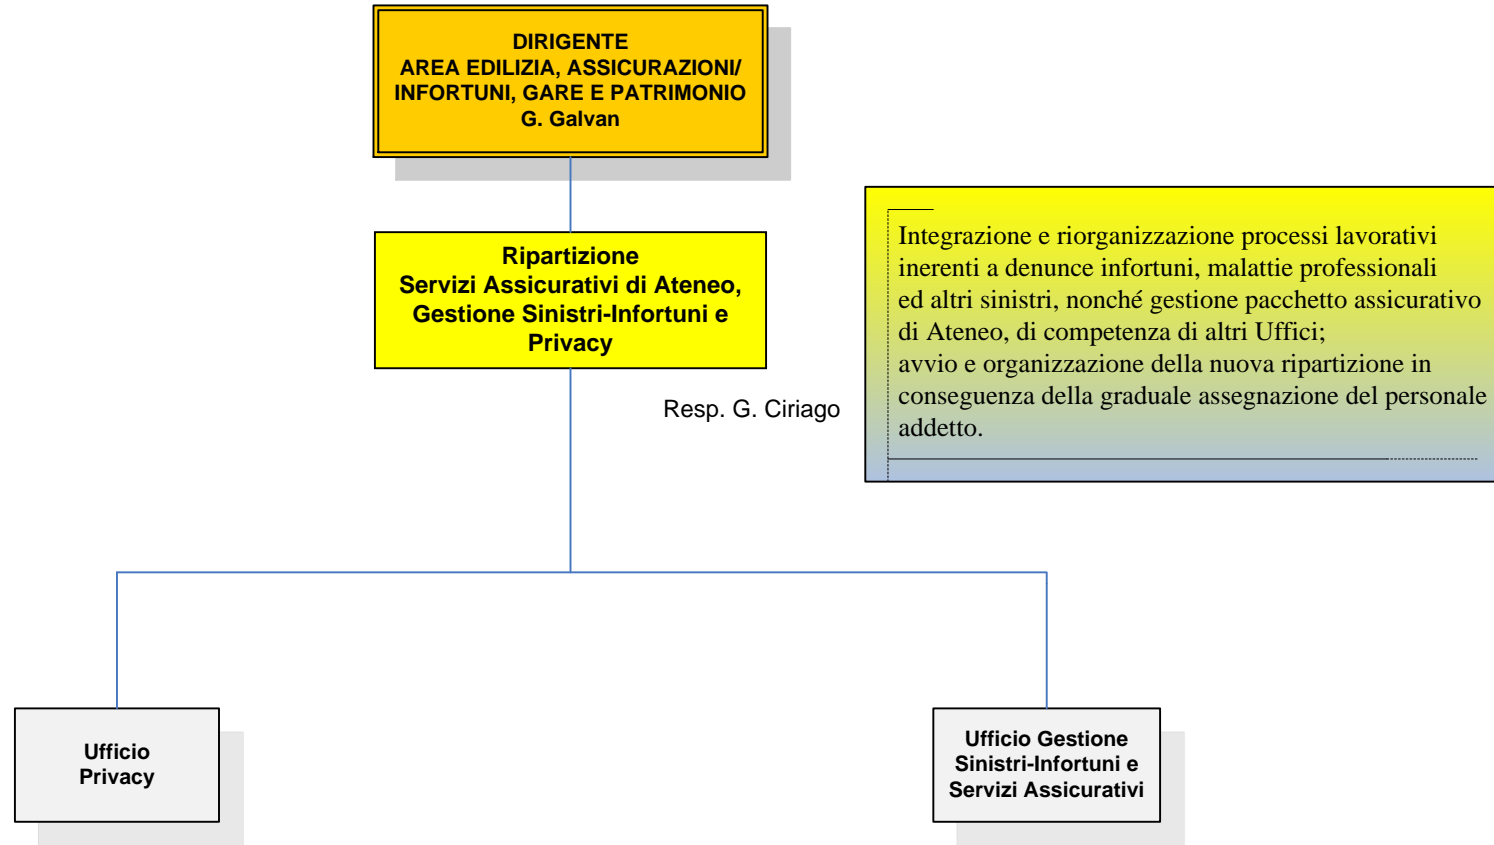 DIRIGENTE
AREA EDILIZIA, ASSICURAZIONI/
INFORTUNI, GARE E PATRIMONIO
G. Galvan
Ripartizione
Servizi Assicurativi di Ateneo,
Gestione Sinistri-Infortuni e
Privacy
Resp. G. Ciriago
Integrazione e riorganizzazione processi lavorativi
inerenti a denunce infortuni, malattie professionali
ed altri sinistri, nonché gestione pacchetto assicurativo
di Ateneo, di competenza di altri Uffici;
avvio e organizzazione della nuova ripartizione in
conseguenza della graduale assegnazione del personale
addetto.
Ufficio
Privacy
Ufficio Gestione
Sinistri-Infortuni e
Servizi Assicurativi